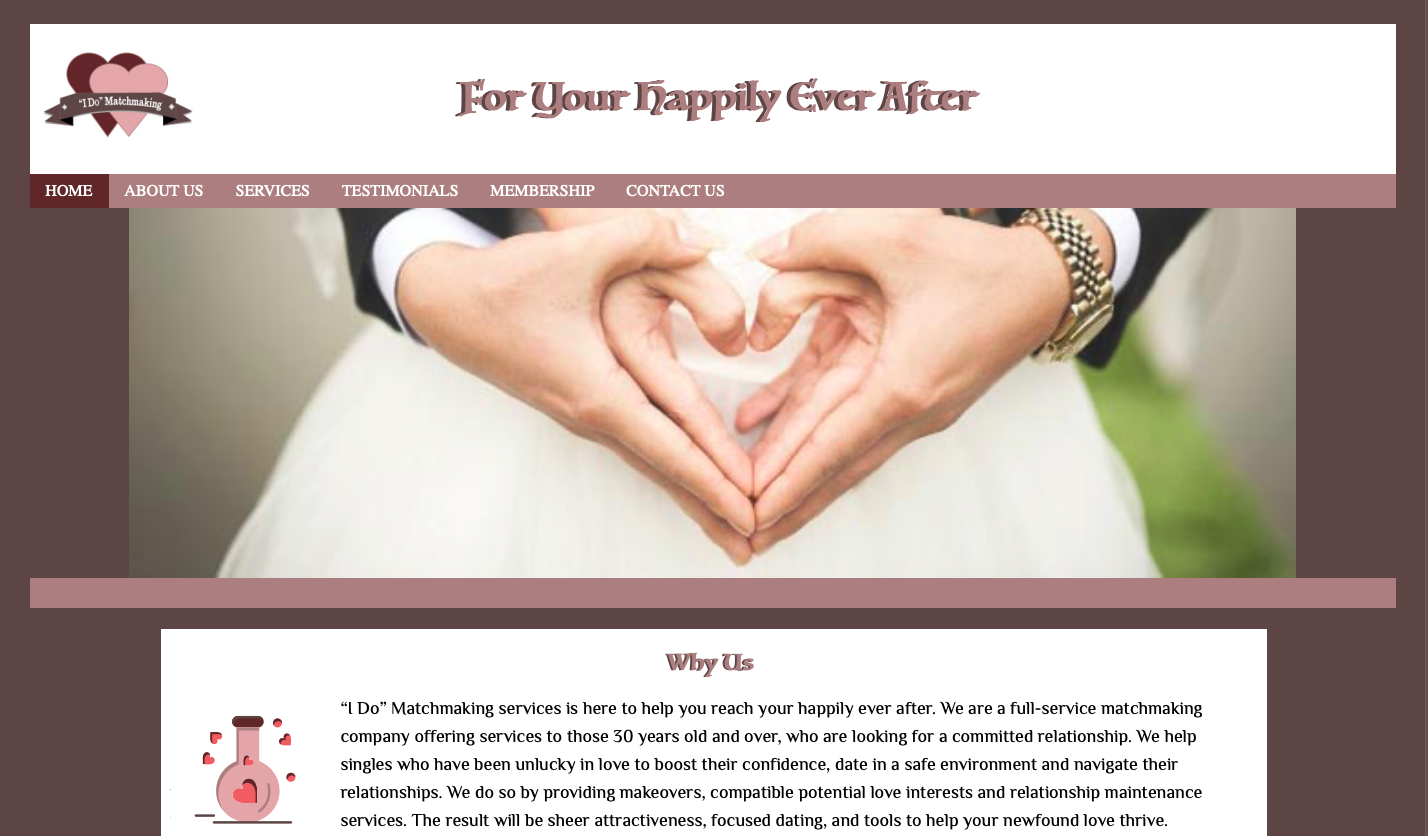 “I Do” Matchmaking
For Your Happily Ever After
HOME ABOUT US SERVICES TESTIMONIALS MEMBERSHIP CONTACT US
Why Us
“I Do” Matchmaking services is here to help you reach your happily ever after. We are a full-service matchmaking
company offering services to those 30 years old and over, who are looking for a committed relationship. We help
singles who have been unlucky in love to boost their confidence, date in a safe environment and navigate their
relationships. We do so by providing makeovers, compatible potential love interests and relationship maintenance
services. The result will be sheer attractiveness, focused dating, and tools to help your newfound love thrive.